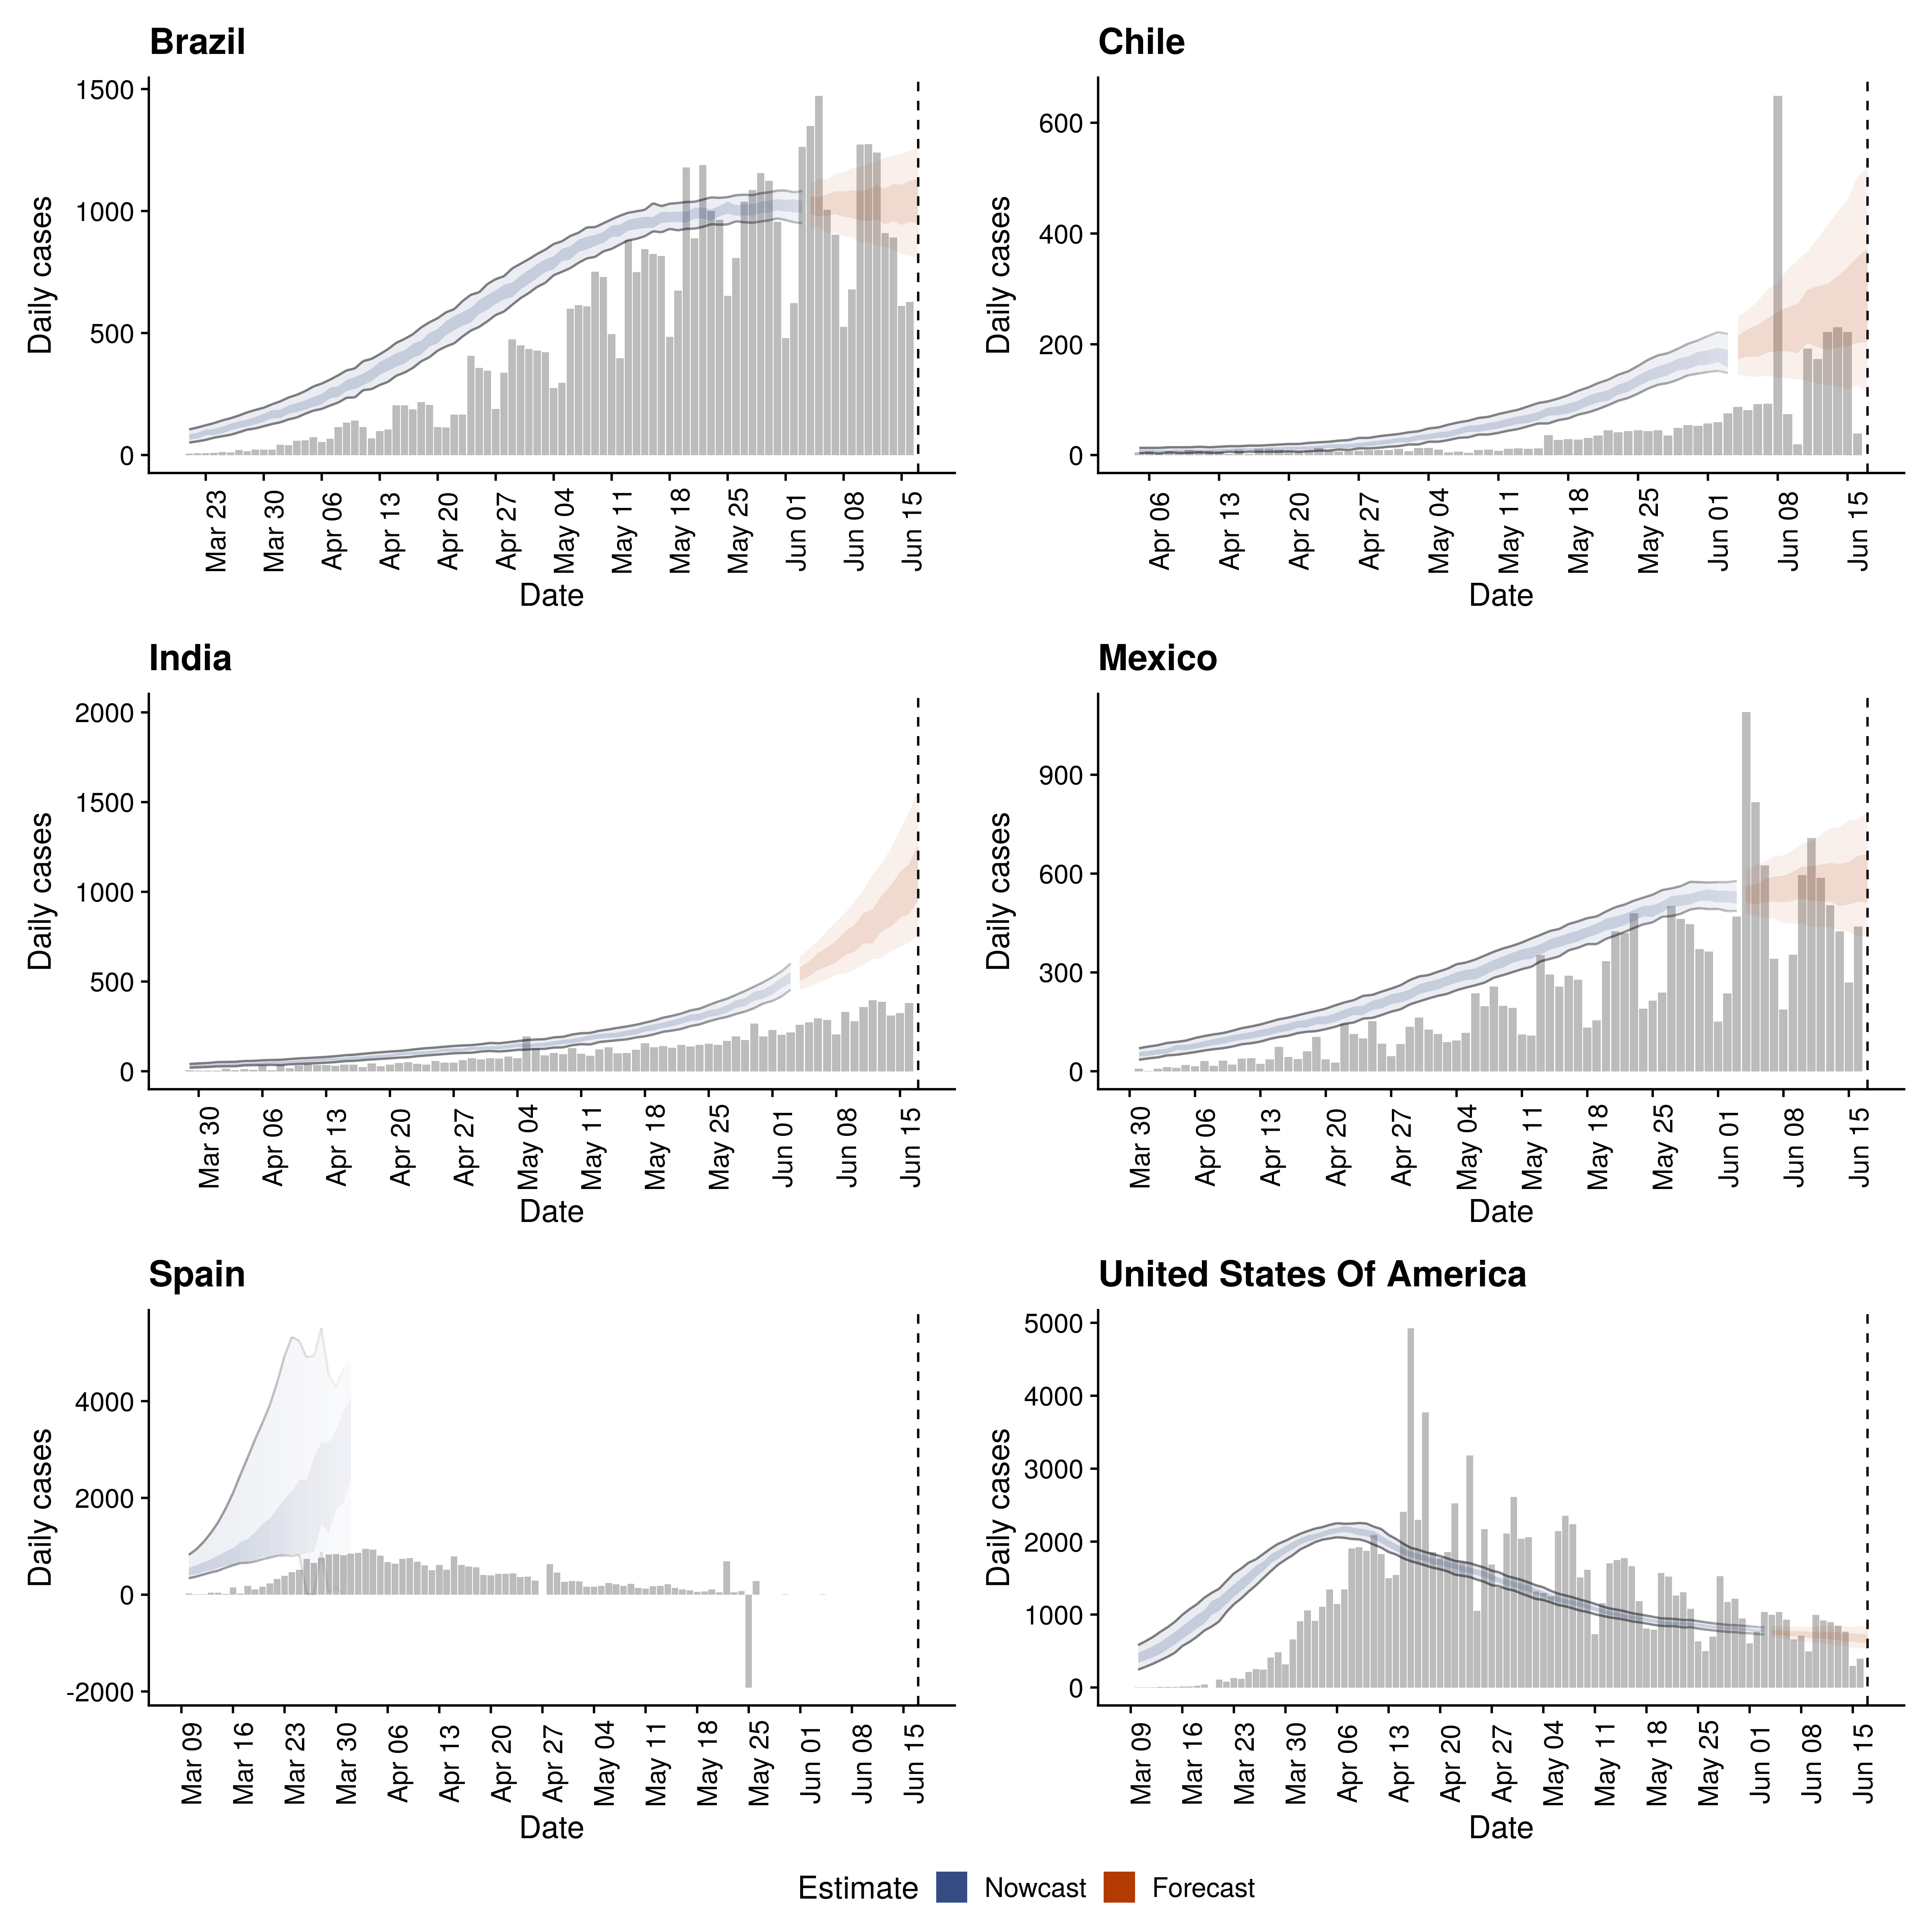 Brazil
Daily cases
1500
1000
500
0
Mar 23
Mar 30
Apr 06
Apr 13
Apr 20
Apr 27
May 04
May 11
May 18
May 25
Jun 01
Jun 08
Jun 15
Date
Chile
Daily cases
600
400
200
0
Apr 06
Apr 13
Apr 20
Apr 27
May 04
May 11
May 18
May 25
Jun 01
Jun 08
Jun 15
Date
India
Daily cases
2000
1500
1000
500
0
Mar 30
Apr 06
Apr 13
Apr 20
Apr 27
May 04
May 11
May 18
May 25
Jun 01
Jun 08
Jun 15
Date
Mexico
Daily cases
900
600
300
0
Mar 30
Apr 06
Apr 13
Apr 20
Apr 27
May 04
May 11
May 18
May 25
Jun 01
Jun 08
Jun 15
Date
Spain
Daily cases
4000
2000
0
-2000
Mar 09
Mar 16
Mar 23
Mar 30
Apr 06
Apr 13
Apr 20
Apr 27
May 04
May 11
May 18
May 25
Jun 01
Jun 08
Jun 15
Date
United States Of America
Daily cases
5000
4000
3000
2000
1000
0
Mar 09
Mar 16
Mar 23
Mar 30
Apr 06
Apr 13
Apr 20
Apr 27
May 04
May 11
May 18
May 25
Jun 01
Jun 08
Jun 15
Date
Estimate Nowcast Forecast